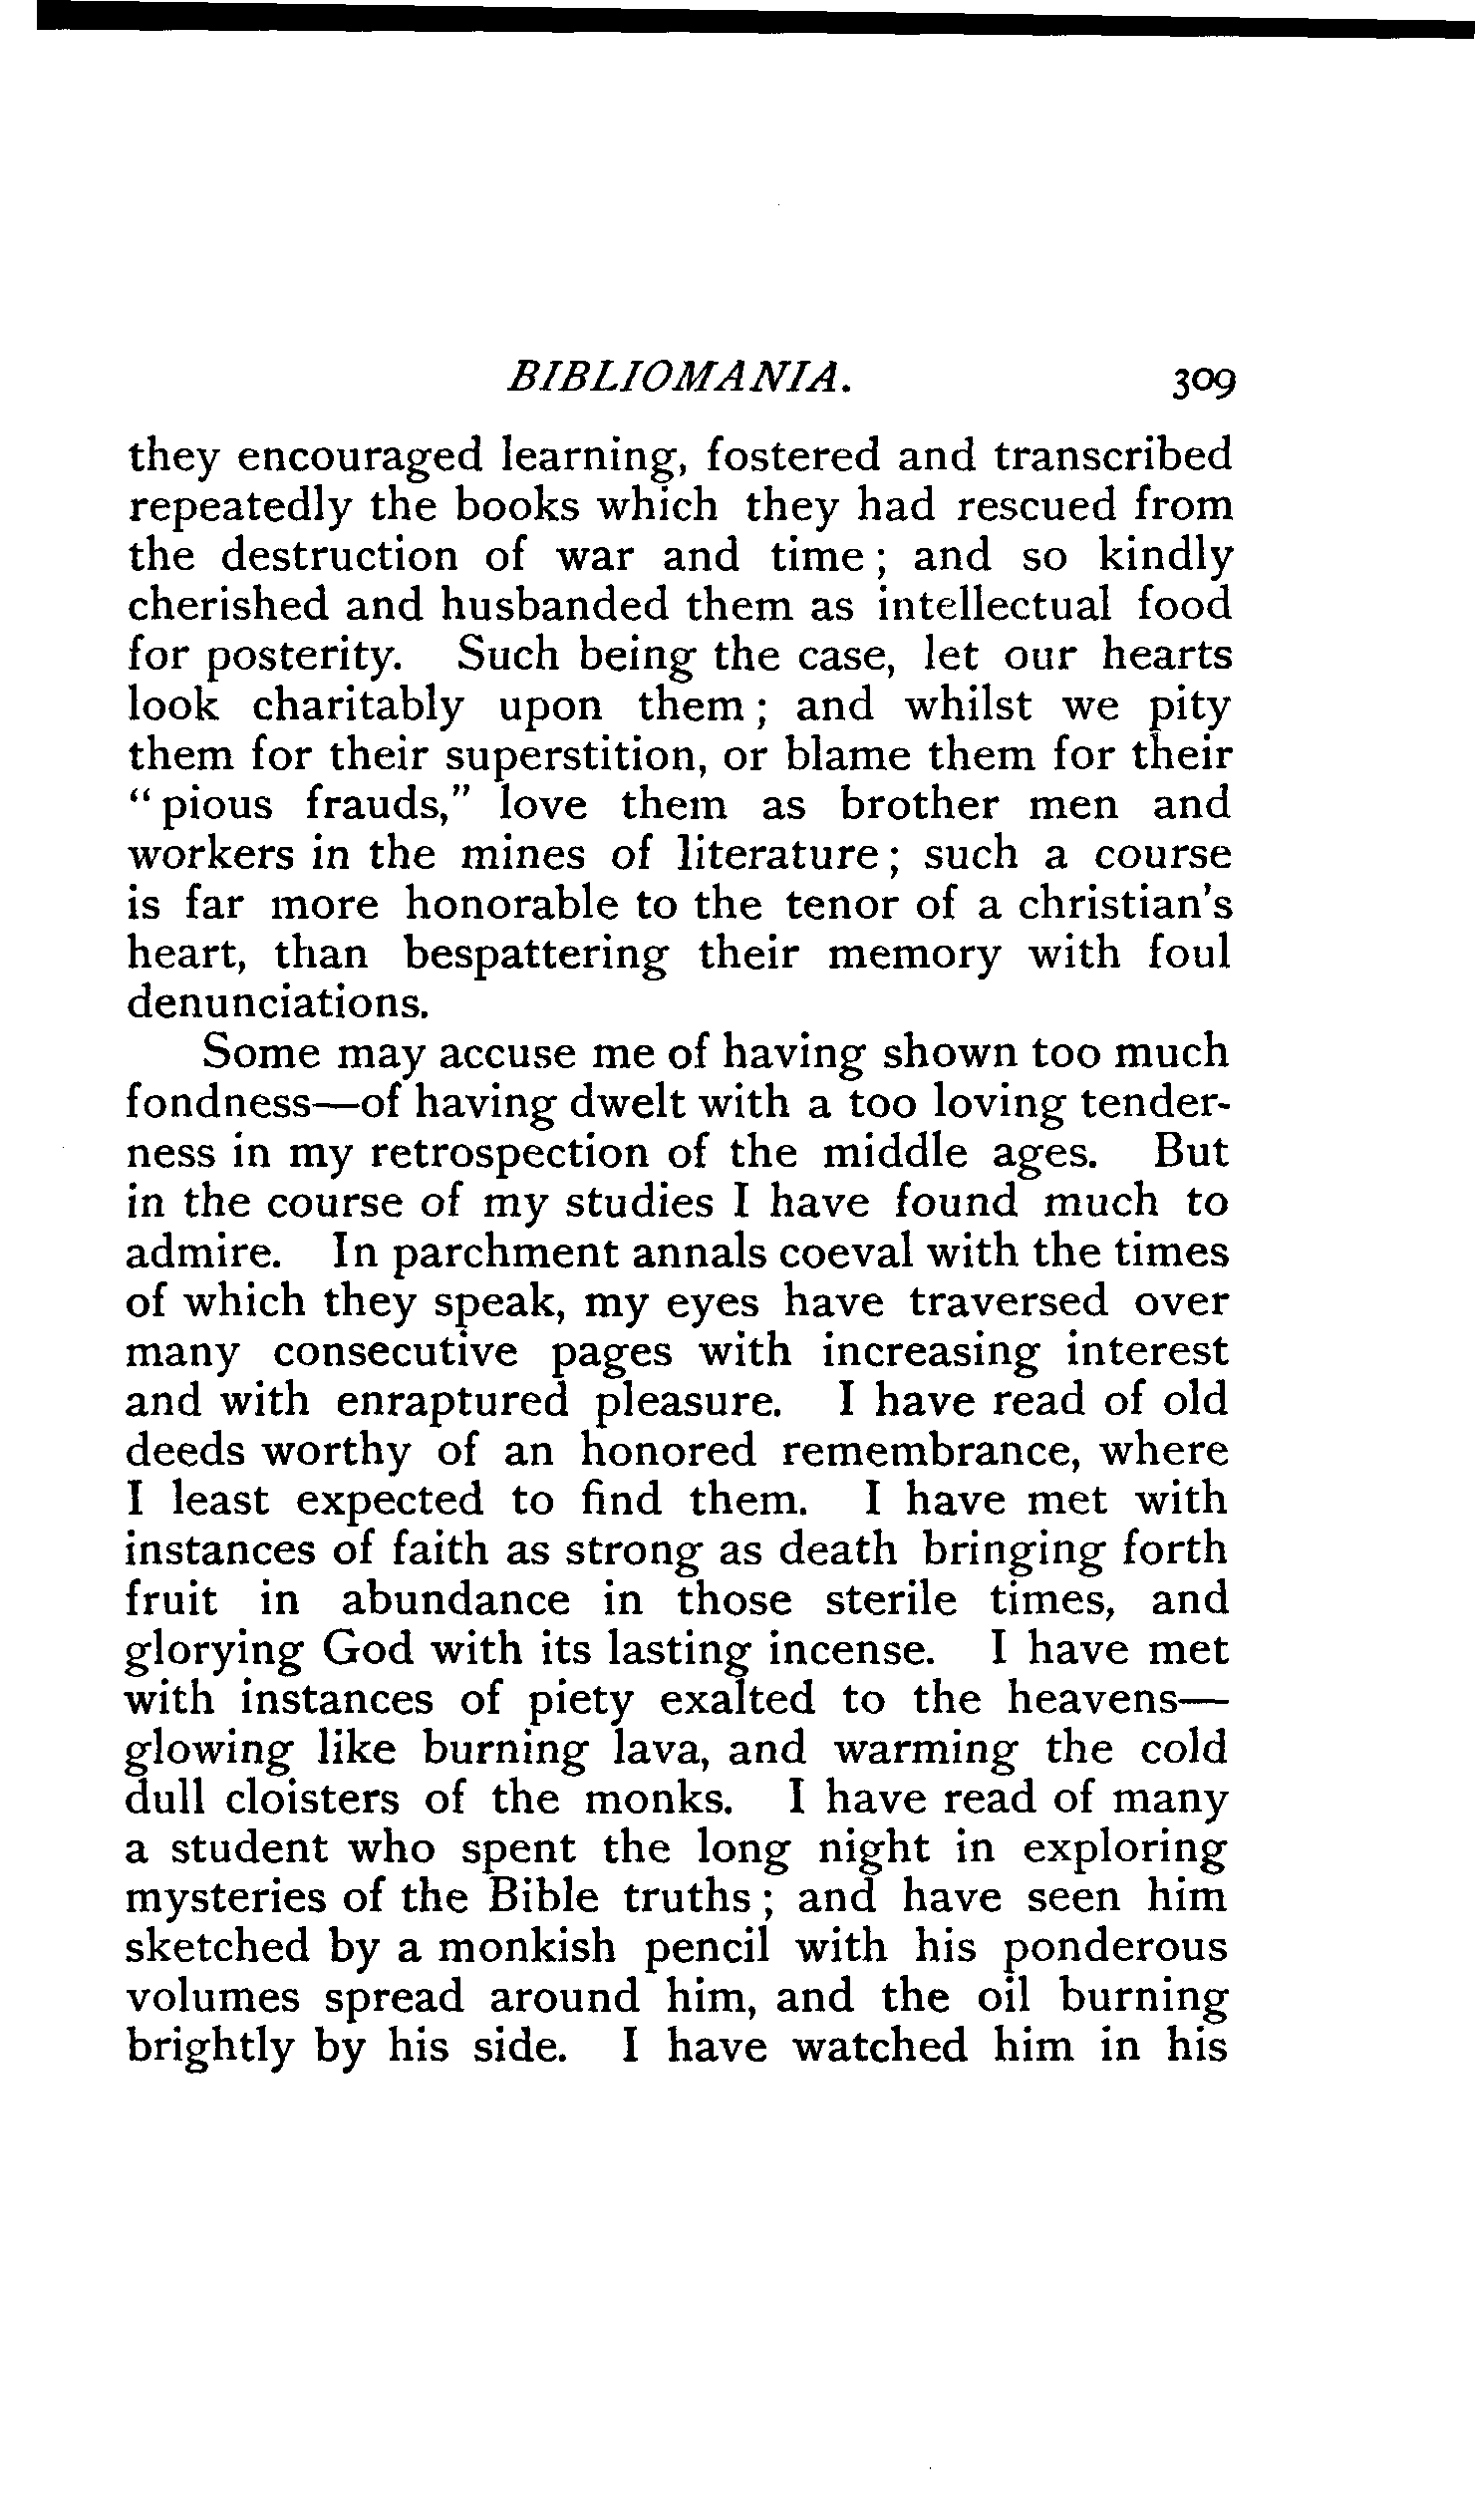 BIBLIOMANIA. 309
they encouraged learning, fostered and transcribed
repeatedly the books which they had rescued from
the destruction of war and time; and so kindly
cherished and husbanded them as intellectual food
for posterity. Such being the case, let our hearts
look charitably upon them; and whilst we pity
them for their superstition, or blame them for their
“pious frauds,” love them as brother men and
workers in the mines of literature; such a course
is far more honorable to the tenor of a christian's
heart, than bespattering their memory with foul
denunciations.
Some may accuse me of having shown too much
fondness—of having dwelt with a too loving tender-
ness in my retrospection of the middle ages. But
in the course of my studies I have found much to
admire. In parchment annals coeval with the times
of which they speak, my eyes have traversed over
many consecutive pages with increasing interest
and with enraptured pleasure. I have read of old
deeds worthy of an honored remembrance, where
I least expected to find them. I have met with
instances of faith as strong as death bringing forth
fruit in abundance in those sterile times, and
glorying God with its lasting incense. I have met
with instances of piety exalted to the heavens—
glowing like burning lava, and warming the cold
dull cloisters of the monks. I have read of many
a student who spent the long night in exploring
mysteries of the Bible truths; and have seen him
sketched by a monkish pencil with his ponderous
volumes spread around him, and the oil burning
brightly by his side. I have watched him in his